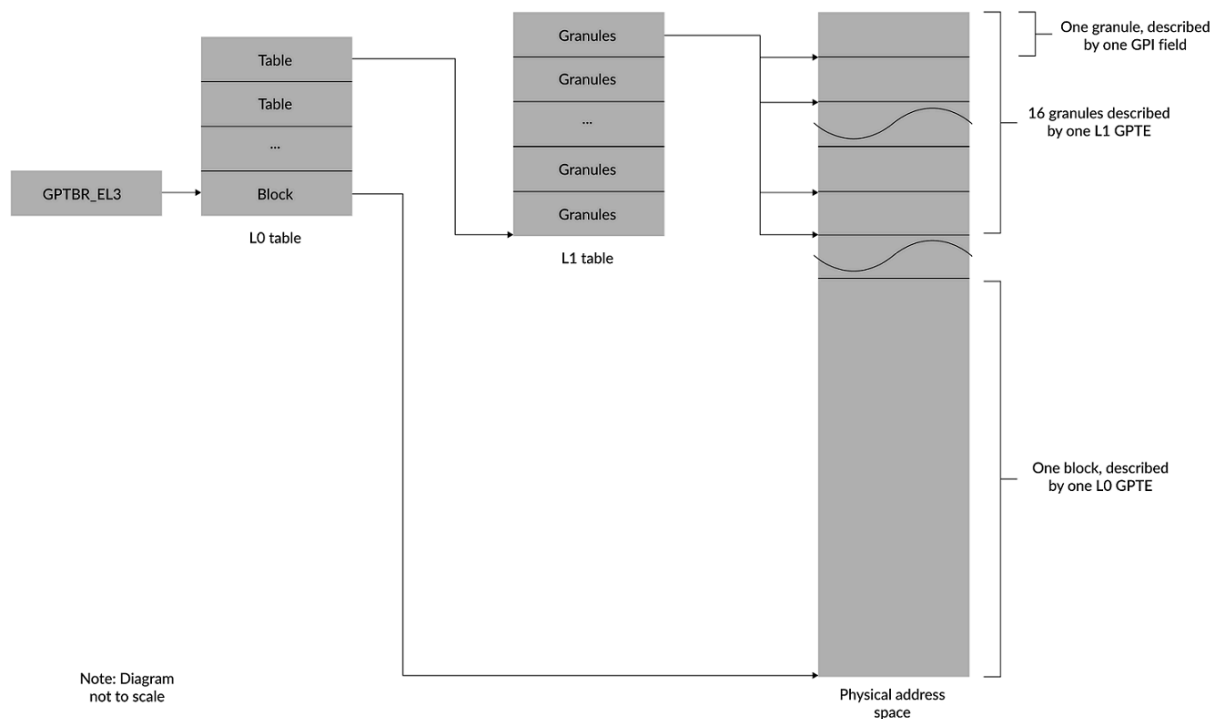 GPTBR_EL3
Table
Table
...
Block
L0 table
Granules
Granules
...
Granules
Granules
L1 table
One granule, described
by one GPI field
16 granules described
by one L1 GPTE
One block, described
by one L0 GPTE
Physical address
space
Note: Diagram
not to scale